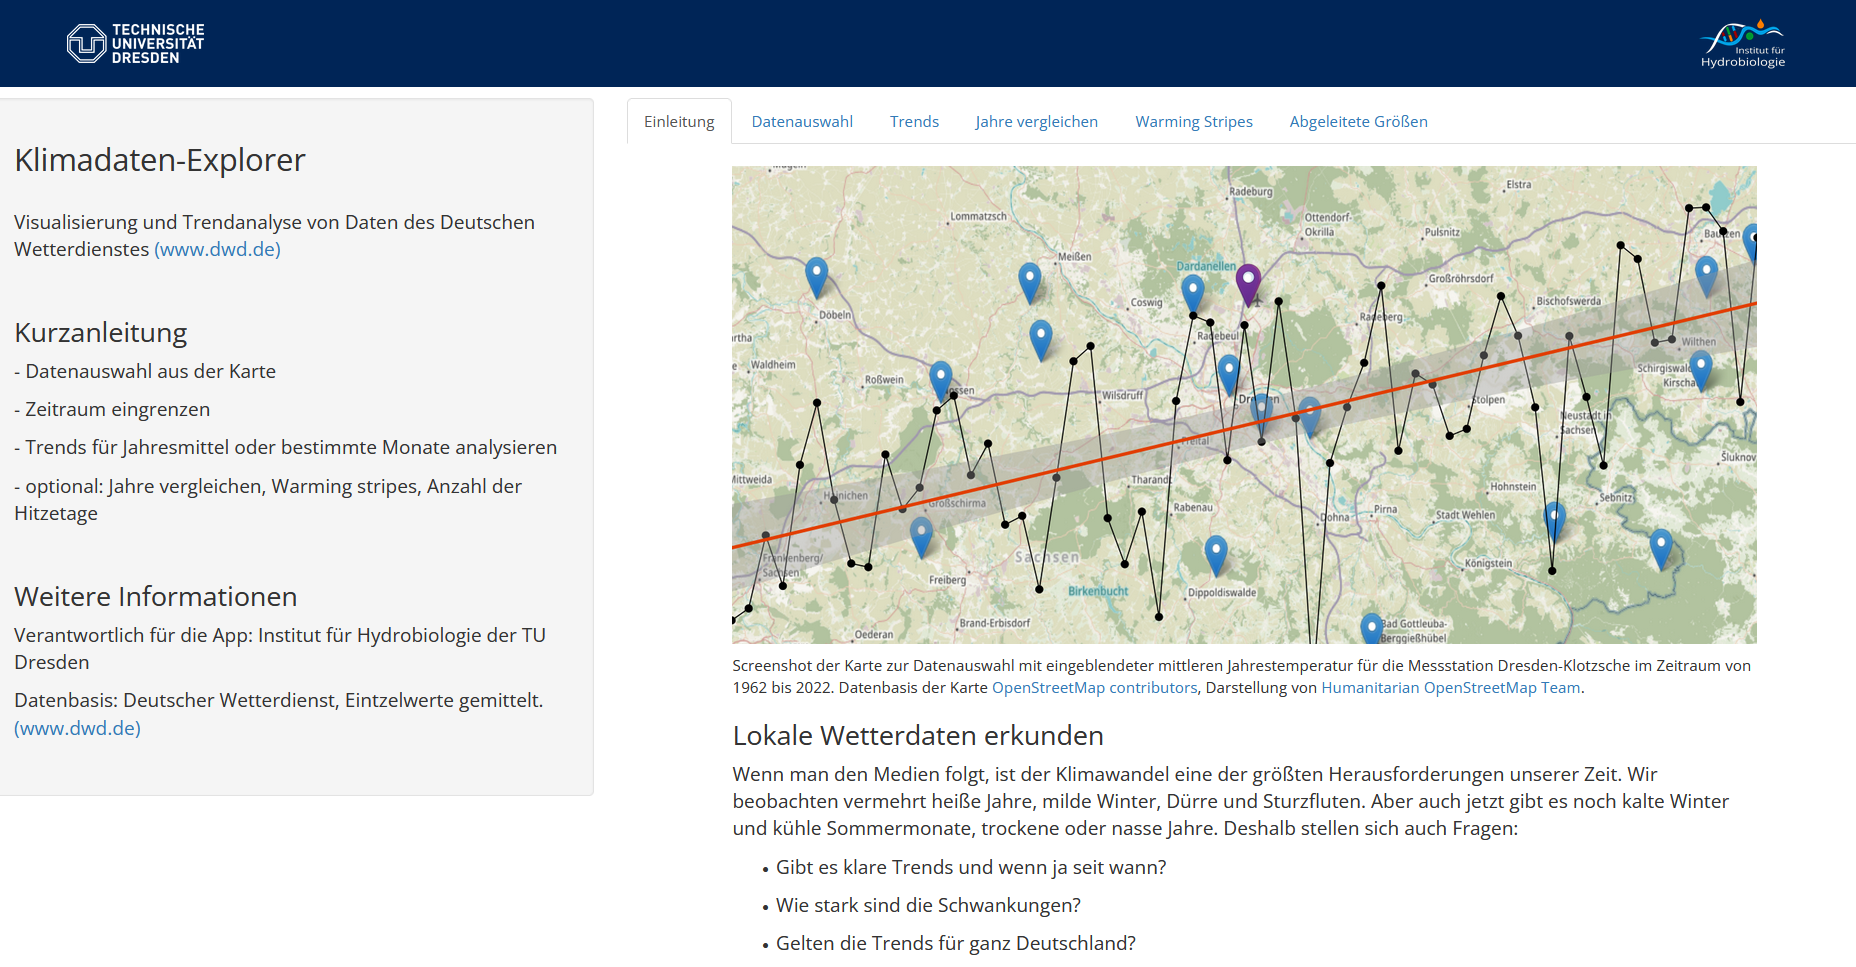 TECHNISCHE
UNIVERSITÄT
DRESDEN
Institut für
Hydrobiologie
Klimadaten-Explorer
Visualisierung und Trendanalyse von Daten des Deutschen
Wetterdienstes (www.dwd.de)
Kurzanleitung
- Datenauswahl aus der Karte
- Zeitraum eingrenzen
- Trends für Jahresmittel oder bestimmte Monate analysieren
- optional: Jahre vergleichen, Warming stripes, Anzahl der
Hitzetage
Weitere Informationen
Verantwortlich für die App: Institut für Hydrobiologie der TU
Dresden
Datenbasis: Deutscher Wetterdienst, Eintzelwerte gemittelt.
(www.dwd.de)
Einleitung Datenauswahl Trends Jahre vergleichen Warming Stripes Abgeleitete Größen
Elstra
Radeburg
Lommatzsch
Ottendorf-
Okrilla
Pulsnitz
Meißen
Dardanellen
Großröhrsdorf
Coswig
Bischofswerda
Döbeln
Radeberg
Radebeul
Wilthen
Waldheim
Schirgiswald
Kirscha
Roßwein
Wilsdruff
Stolpen
Neustadt in
Sachsen
Freital
Šluknov
Mittweida
Tharandt
Hohnstein
Hainichen
Großschirma
Sebnitz
Rabenau
Pirna
Dohna
Stadt Wehlen
Sachsen
Frankenberg/
Sachsen
Königstein
Freiberg
Birkenbucht
Dippoldiswalde
Brand-Erbisdorf
Bad Gottleuba-
Berggießhübel
Oederan
Screenshot der Karte zur Datenauswahl mit eingeblendeter mittleren Jahrestemperatur für die Messstation Dresden-Klotzsche im Zeitraum von
1962 bis 2022. Datenbasis der Karte OpenStreetMap contributors, Darstellung von Humanitarian OpenStreetMap Team.
Lokale Wetterdaten erkunden
Wenn man den Medien folgt, ist der Klimawandel eine der größten Herausforderungen unserer Zeit. Wir
beobachten vermehrt heiße Jahre, milde Winter, Dürre und Sturzfluten. Aber auch jetzt gibt es noch kalte Winter
und kühle Sommermonate, trockene oder nasse Jahre. Deshalb stellen sich auch Fragen:
• Gibt es klare Trends und wenn ja seit wann?
• Wie stark sind die Schwankungen?
• Gelten die Trends für ganz Deutschland?